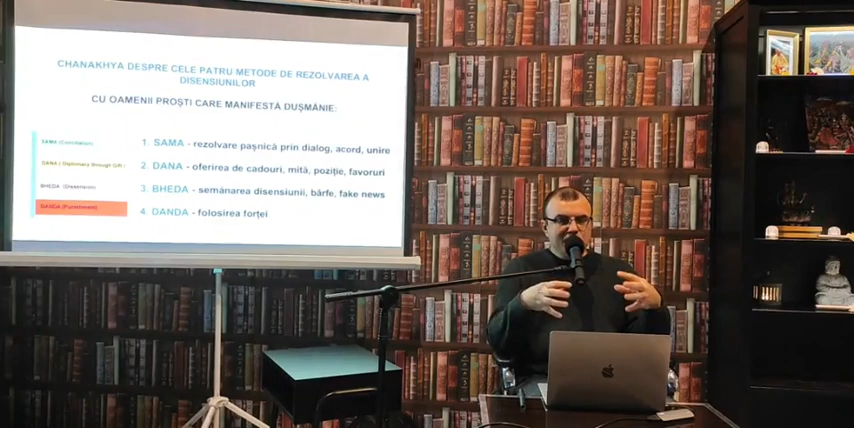 CHANAKHYA DESPRE CELE PATRU METODE DE REZOLVAREA A
DISENSIUNILOR
CU OAMENII PROȘTI CARE MANIFESTĂ DUȘMĂNIE:
SAMA (Conciliation)
1. SAMA - rezolvare pașnică prin dialog, acord, unire
DANA ( Diplomacy through Gift )
2. DANA - oferirea de cadouri, mită, poziție, favoruri
BHEDA (Dissension)
3. BHEDA - semănarea disensiunii, bârfe, fake news
DANDA (Punishment)
4. DANDA - folosirea forței